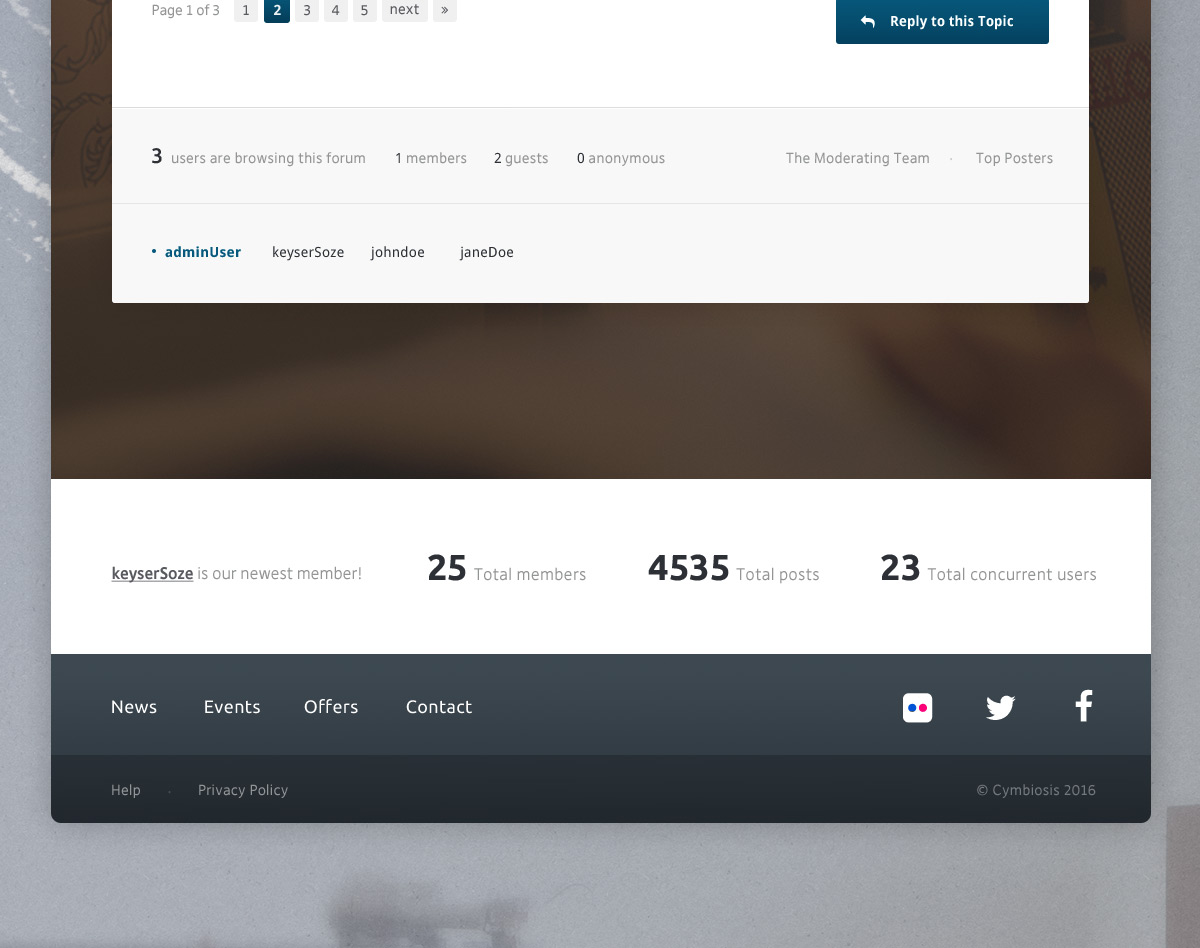 Page 1 of 3 1 2 3 4 5 next »
Reply to this Topic
3 users are browsing this forum 1 members 2 guests 0 anonymous The Moderating Team · Top Posters
• adminUser keyserSoze johndoe janeDoe
keyserSoze is our newest member! 25 Total members 4535 Total posts 23 Total concurrent users
News Events Offers Contact
Help · Privacy Policy © Cymbiosis 2016